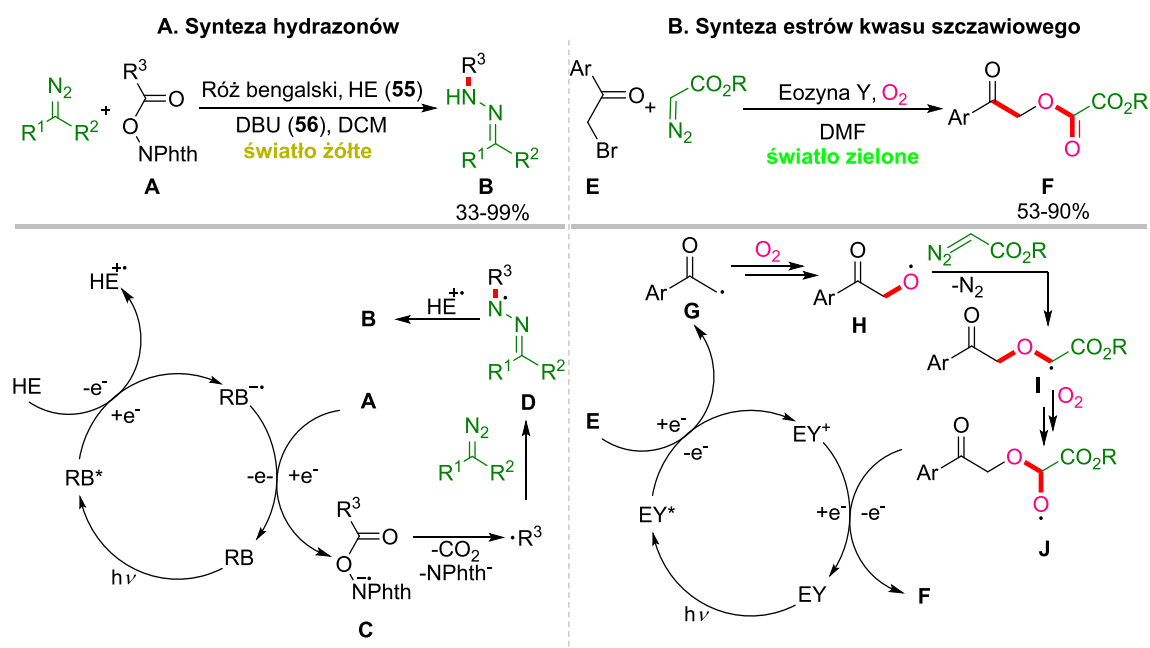 A. Synteza hydrazonów
N2
R1 R2
+
R3
O
O
NPhth
A
Róż bengalski, HE (55)
DBU (56), DCM
światło żółte
R3
HN
N
R1 R2
B
33-99%
B. Synteza estrów kwasu szczawiowego
Ar
O
Br
E
+
CO2R
N2
Eozyna Y, O2
DMF
światło zielone
O
Ar
O
CO2R
O
F
53-90%
HE+•
HE
-e-
+e-
RB−•
RB*
RB
hν
-e-
+e-
A
R3
O
O
N−•Phth
C
-CO2
-NPhth-
•R3
N2
R1 R2
R3
N•
N
R1 R2
D
HE+•
B
O
Ar
•
G
O2
O
Ar
O•
H
N2
CO2R
-N2
O
Ar
O
CO2R
•
I
O2
O
Ar
O
CO2R
O
•
J
E
+e-
-e-
EY+
EY*
EY
hν
+e-
-e-
F